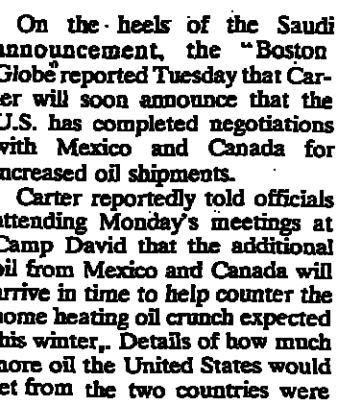 On the heels of the Saudi
announcement, the "Boston
Globe" reported Tuesday that Car-
er will soon announce that the
U.S. has completed negotiations
with Mexico and Canada for
ncreased oil shipments.
Carter reportedly told officials
attending Monday's meetings at
Camp David that the additional
oil from Mexico and Canada will
arrive in time to help counter the
home heating oil crunch expected
this winter,. Details of how much
more oil the United States would
et from the two countries were